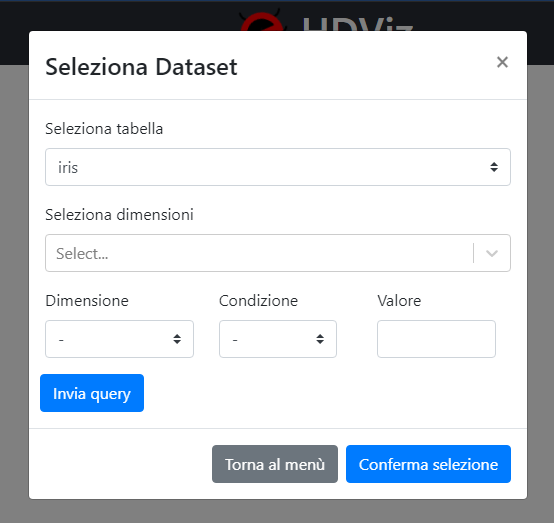 HDViz
Seleziona Dataset ×
Seleziona tabella
iris
Seleziona dimensioni
Select...
Dimensione Condizione Valore
- -
Invia query
Torna al menù Conferma selezione